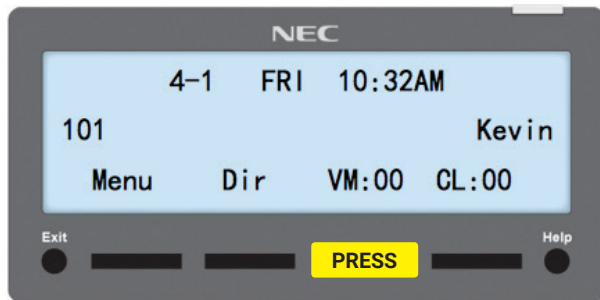 NEC
4-1 FRI 10:32AM
101 Kevin
Menu Dir VM:00 CL:00
Exit Help
PRESS